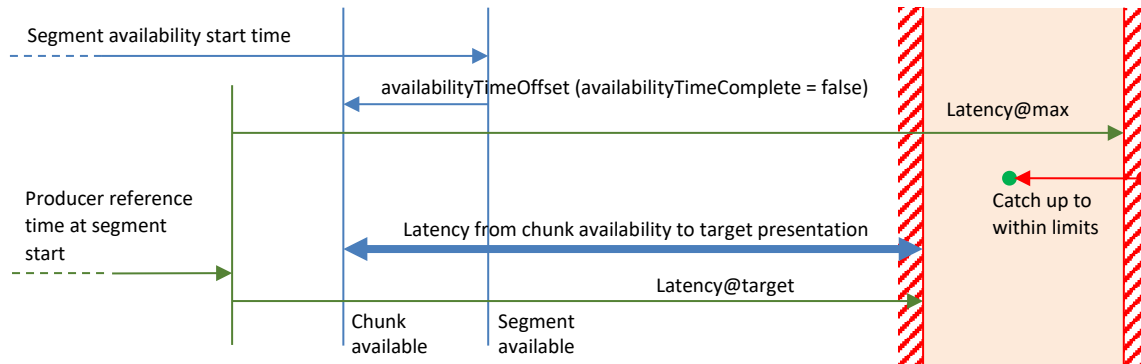 Segment availability start time
availabilityTimeOffset (availabilityTimeComplete = false)
Latency@max
Producer reference
time at segment
start
Catch up to
within limits
Latency from chunk availability to target presentation
Latency@target
Chunk
available
Segment
available